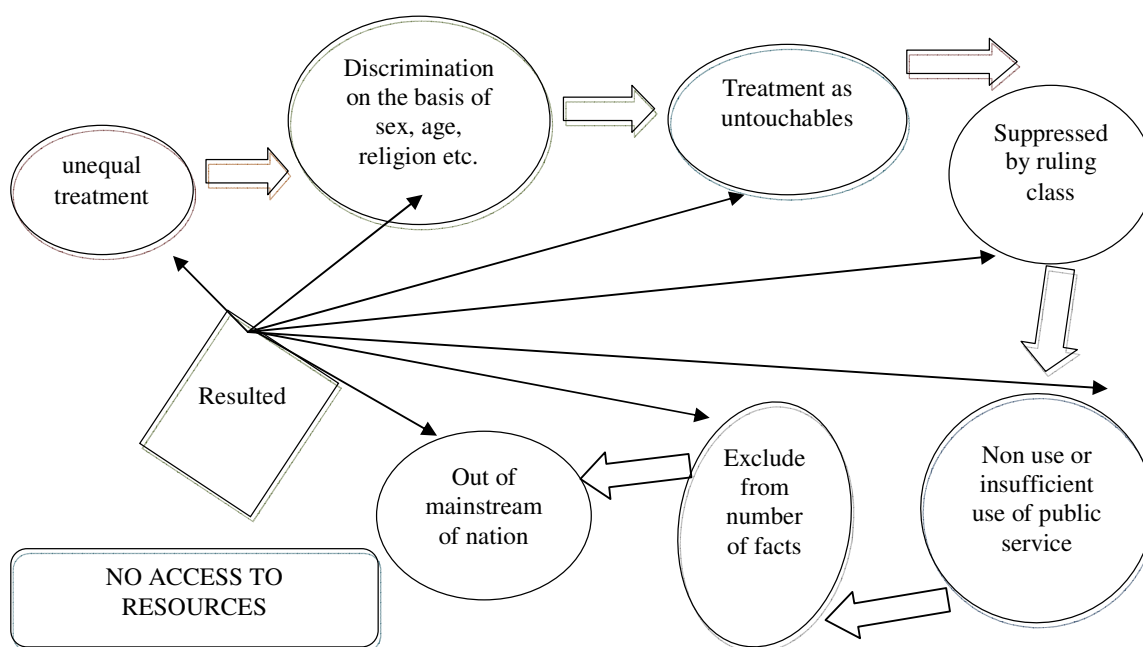 unequal
treatment
Discrimination
on the basis of
sex, age,
religion etc.
Treatment as
untouchables
Suppressed
by ruling
class
Non use or
insufficient
use of public
service
Exclude
from
number
of facts
Out of
mainstream
of nation
Resulted
NO ACCESS TO
RESOURCES